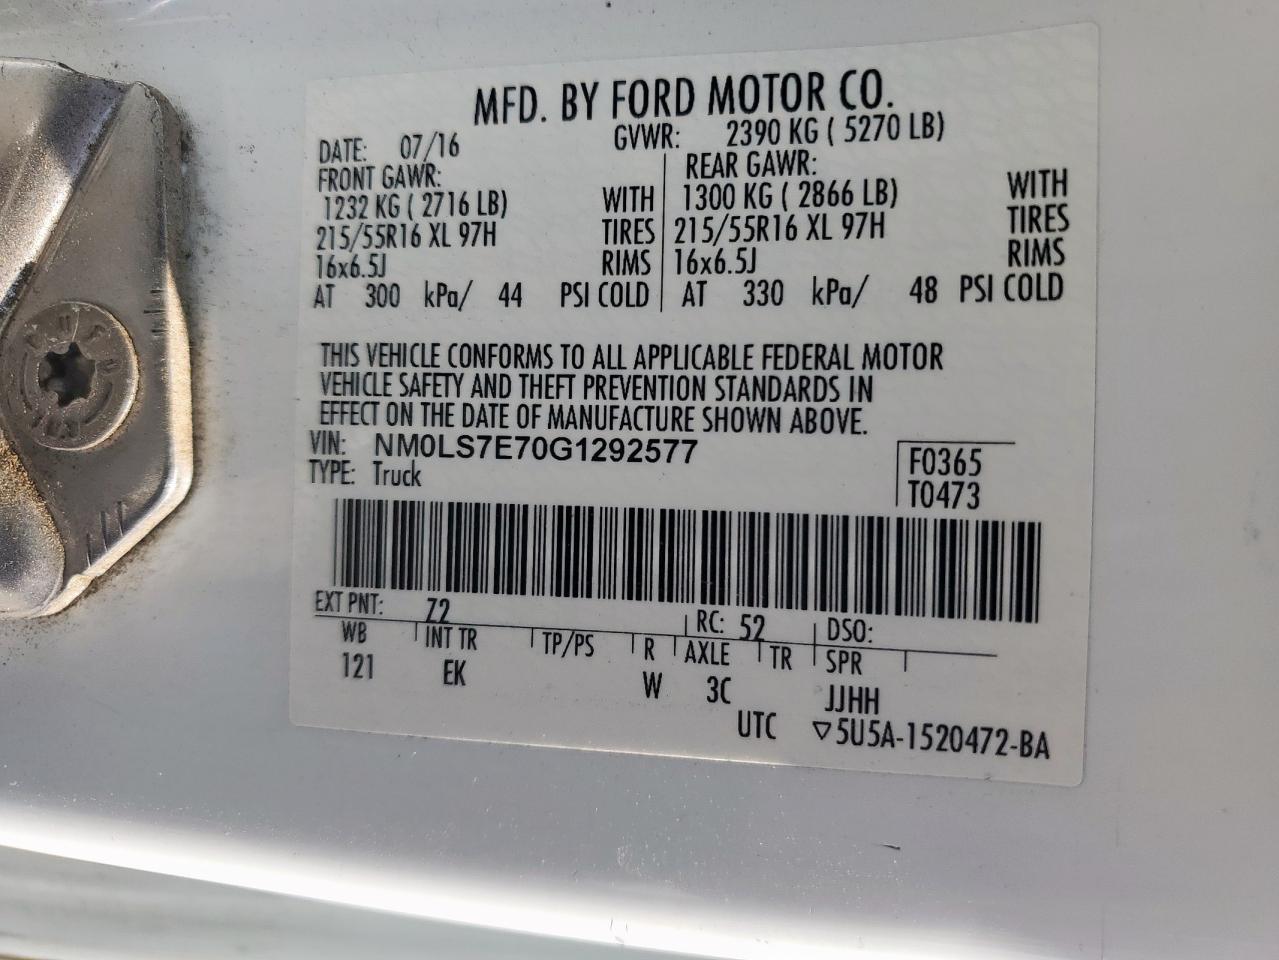 MFD. BY FORD MOTOR CO.
DATE: 07/16 GVWR: 2390 KG ( 5270 LB)
FRONT GAWR: REAR GAWR:
1232 KG ( 2716 LB) WITH 1300 KG ( 2866 LB) WITH
215/55R16 XL 97H TIRES 215/55R16 XL 97H TIRES
16x6.5J RIMS 16x6.5J RIMS
AT 300 kPa/ 44 PSI COLD AT 330 kPa/ 48 PSI COLD
THIS VEHICLE CONFORMS TO ALL APPLICABLE FEDERAL MOTOR
VEHICLE SAFETY AND THEFT PREVENTION STANDARDS IN
EFFECT ON THE DATE OF MANUFACTURE SHOWN ABOVE.
VIN: NM0LS7E70G1292577
TYPE: Truck
F0365
T0473
EXT PNT: Z2 RC: 52 DSO:
WB INT TR TP/PS R AXLE TR SPR
121 EK W 3C JJHH
UTC ▽5U5A-1520472-BA